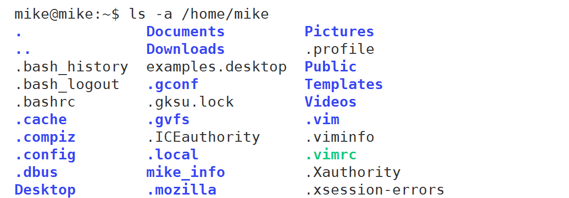 mike@mike:~$ ls -a /home/mike
. Documents Pictures
.. Downloads .profile
.bash_history examples.desktop Public
.bash_logout .gconf Templates
.bashrc .gksu.lock Videos
.cache .gvfs .vim
.compiz .ICEauthority .viminfo
.config .local .vimrc
.dbus mike_info .Xauthority
Desktop .mozilla .xsession-errors